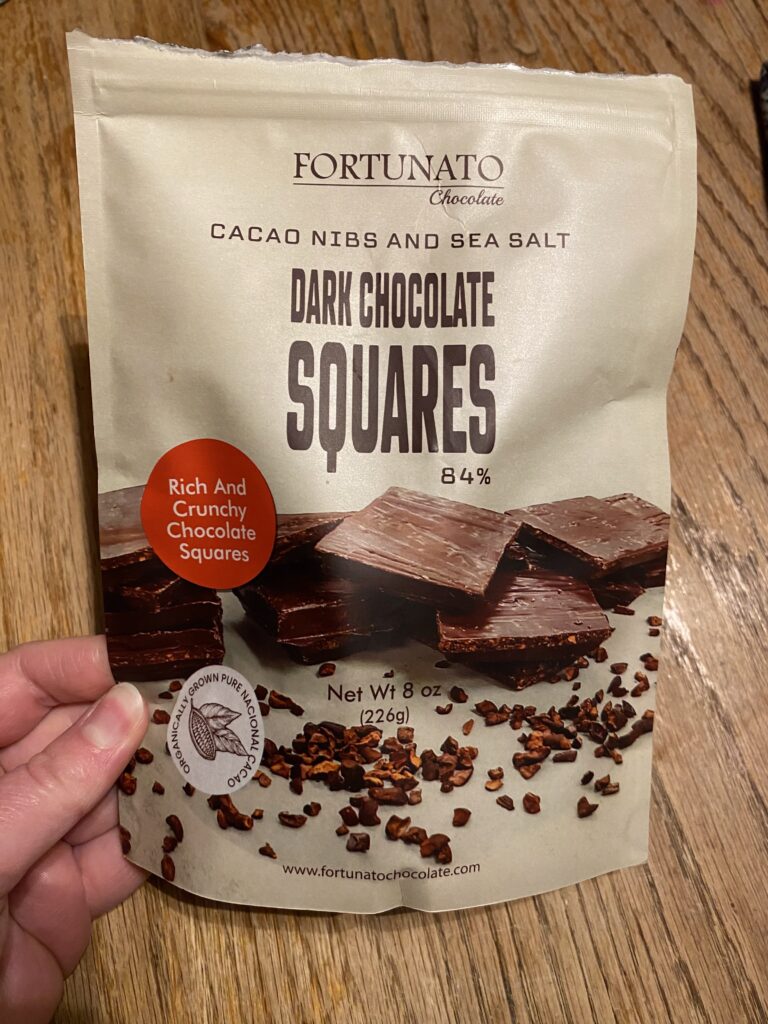 FORTUNATO
Chocolate
CACAO NIBS AND SEA SALT
DARK CHOCOLATE
SQUARES
84%
Rich And
Crunchy
Chocolate
Squares
Net Wt 8 oz
(226g)
ORGANICALLY GROWN PURE NACIONAL CACAO
www.fortunatochocolate.com